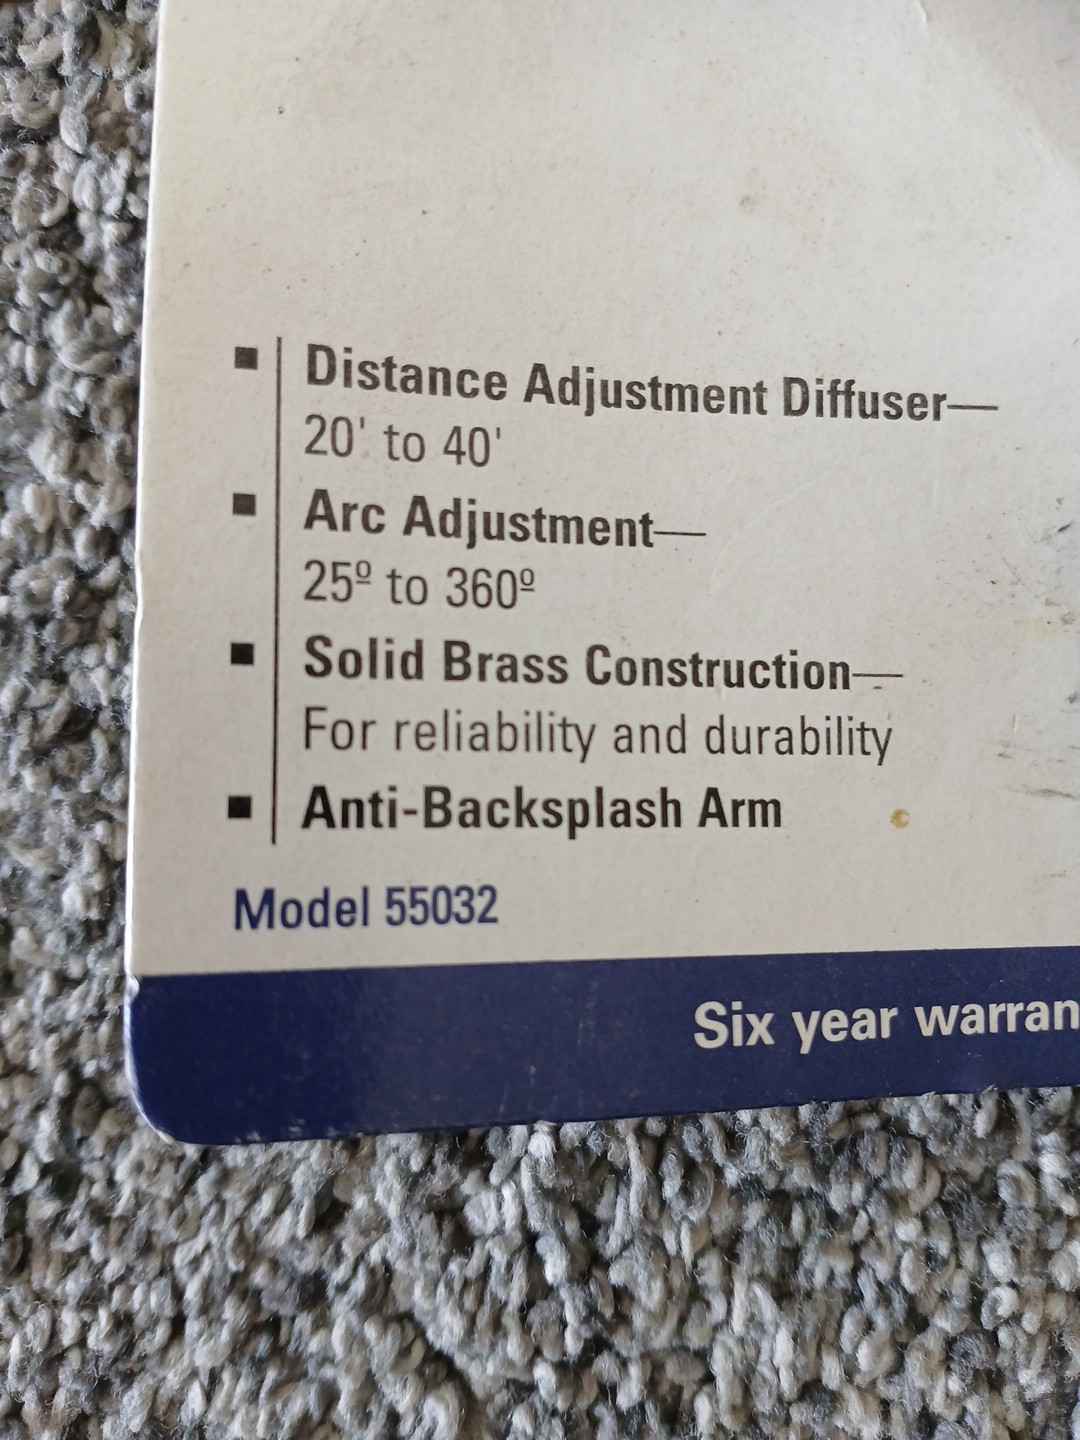 ■ Distance Adjustment Diffuser—
20' to 40'
■ Arc Adjustment—
25º to 360º
■ Solid Brass Construction—
For reliability and durability
■ Anti-Backsplash Arm
Model 55032
Six year warran